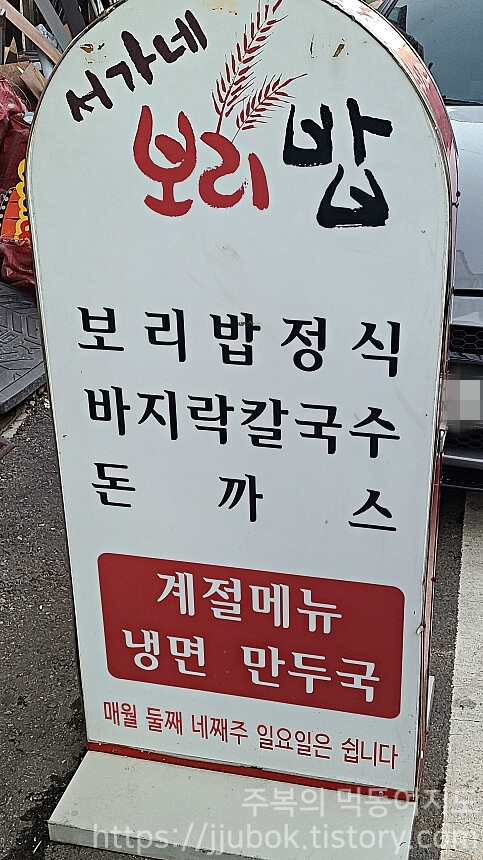 서가네
보리밥
보리밥정식
바지락칼국수
돈까스
계절메뉴
냉면 만두국
매월 둘째 네째주 일요일은 쉽니다
주복의 먹동여지도
https://jjubok.tistory.com